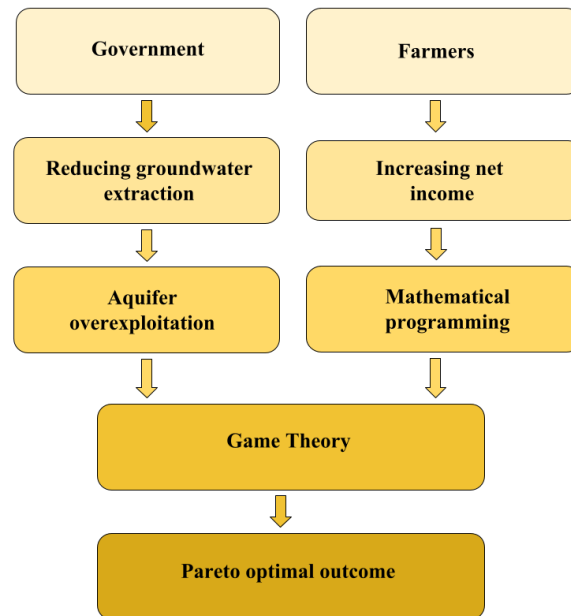 Government
Farmers
Reducing groundwater
extraction
Increasing net
income
Aquifer
overexploitation
Mathematical
programming
Game Theory
Pareto optimal outcome